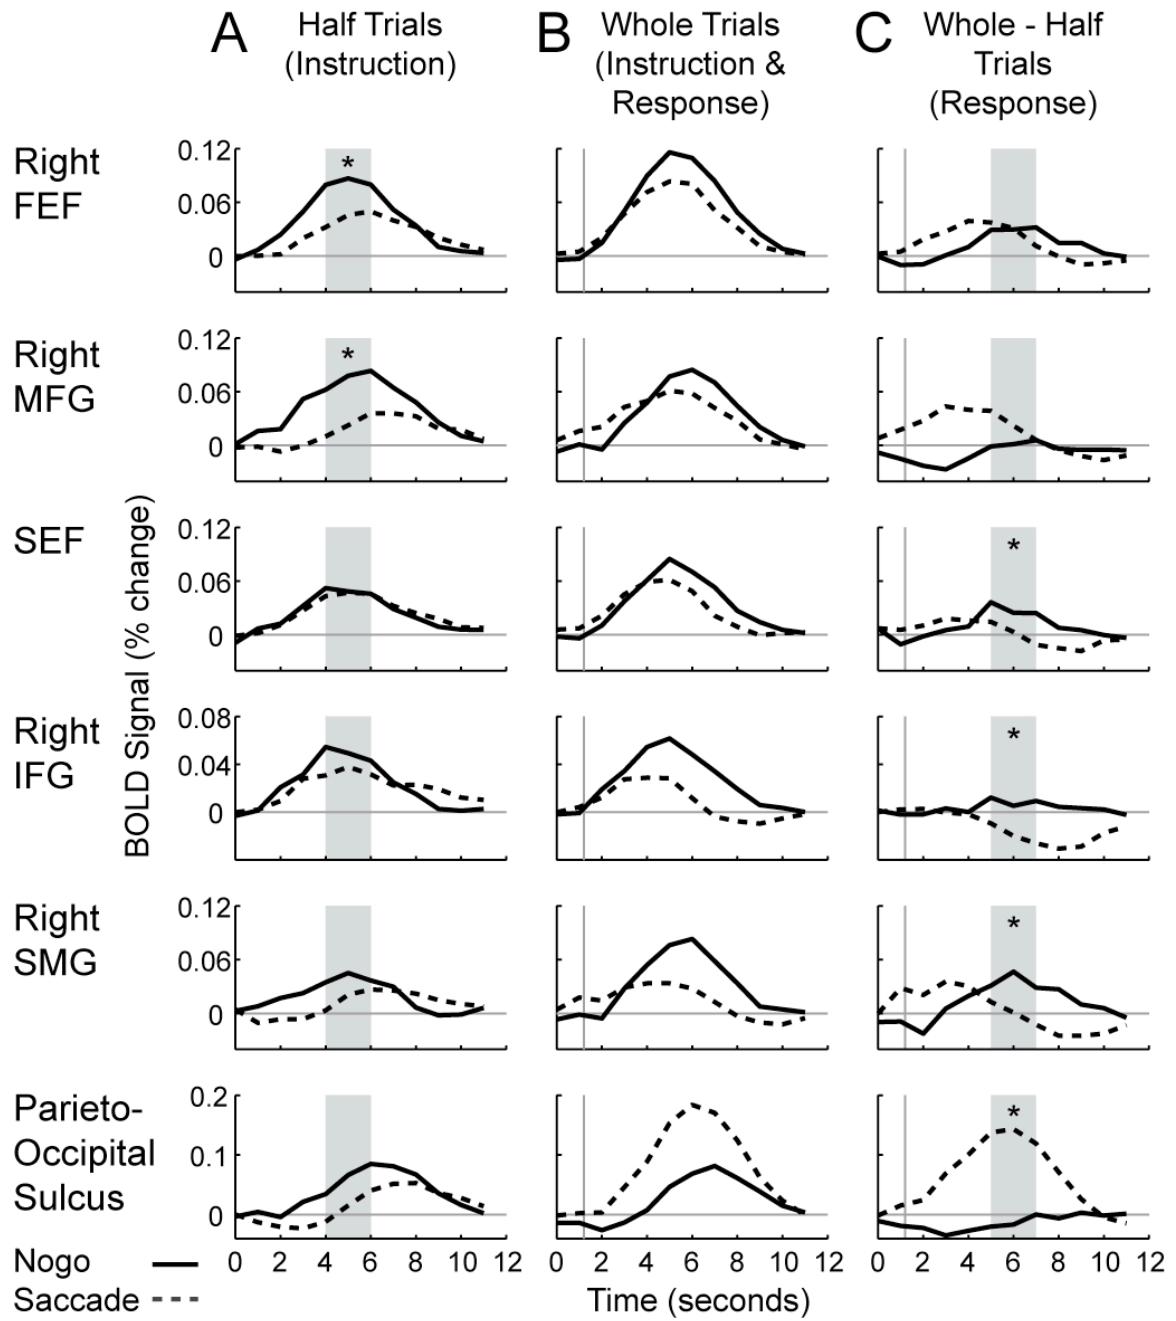 A
Half Trials
(Instruction)
B
Whole Trials
(Instruction &
Response)
C
Whole - Half
Trials
(Response)
Right
FEF
0.12
0.06
0
*
Right
MFG
0.12
0.06
0
*
SEF
0.12
0.06
0
*
Right
IFG
0.08
0.04
0
*
Right
SMG
0.12
0.06
0
*
Parieto-
Occipital
Sulcus
0.2
0.1
0
*
BOLD Signal (% change)
0 2 4 6 8 10 12
0 2 4 6 8 10 12
0 2 4 6 8 10 12
Time (seconds)
Nogo
Saccade